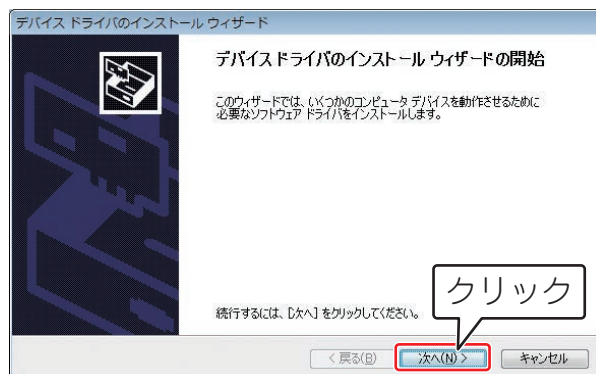 デバイス ドライバのインストール ウィザード
デバイス ドライバのインストール ウィザードの開始
このウィザードでは、いくつかのコンピュータ デバイスを動作させるために
必要なソフトウェア ドライバをインストールします。
クリック
続行するには、[次へ] をクリックしてください。
< 戻る(B)
次へ(N) >
キャンセル